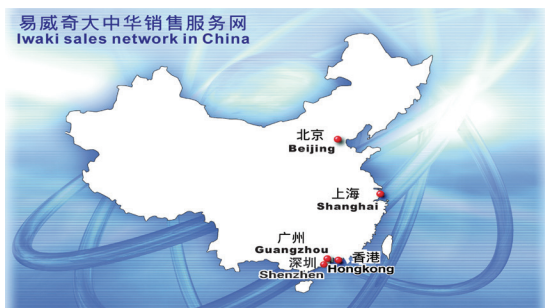 易威奇大中华销售服务网
Iwaki sales network in China
北京
Beijing
上海
Shanghai
广州
Guangzhou
深圳
Shenzhen
香港
Hongkong